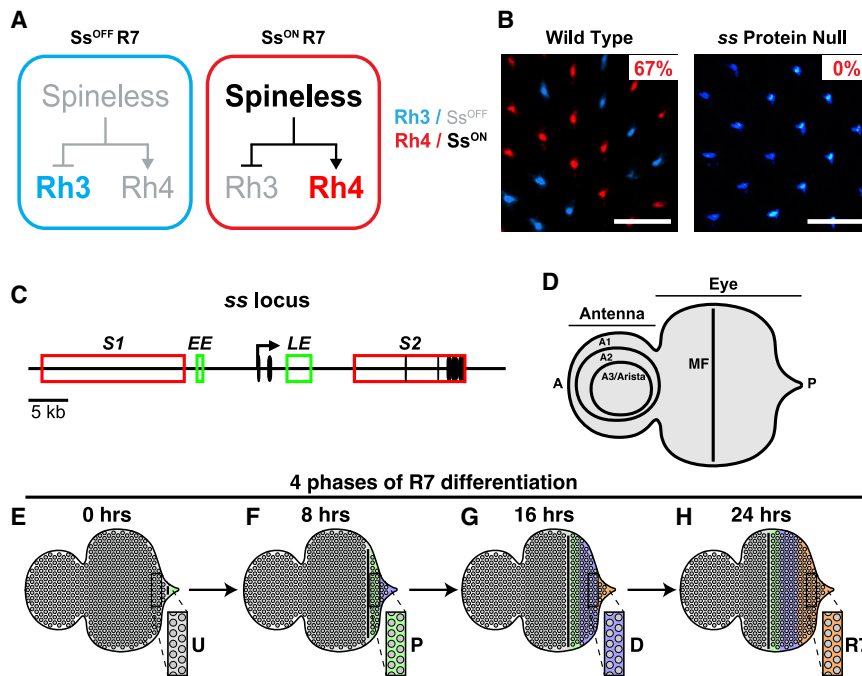 A
Ss^OFF R7
Ss^ON R7
Spineless
Rh3
Rh4
Spineless
Rh3
Rh4
Rh3 / Ss^OFF
Rh4 / Ss^ON
B
Wild Type
67%
ss Protein Null
0%
C
ss locus
S1
EE
LE
S2
5 kb
D
Eye
Antenna
A1
A2
A3/Arista
A
MF
P
4 phases of R7 differentiation
E
0 hrs
F
8 hrs
G
16 hrs
H
24 hrs
U
P
D
R7